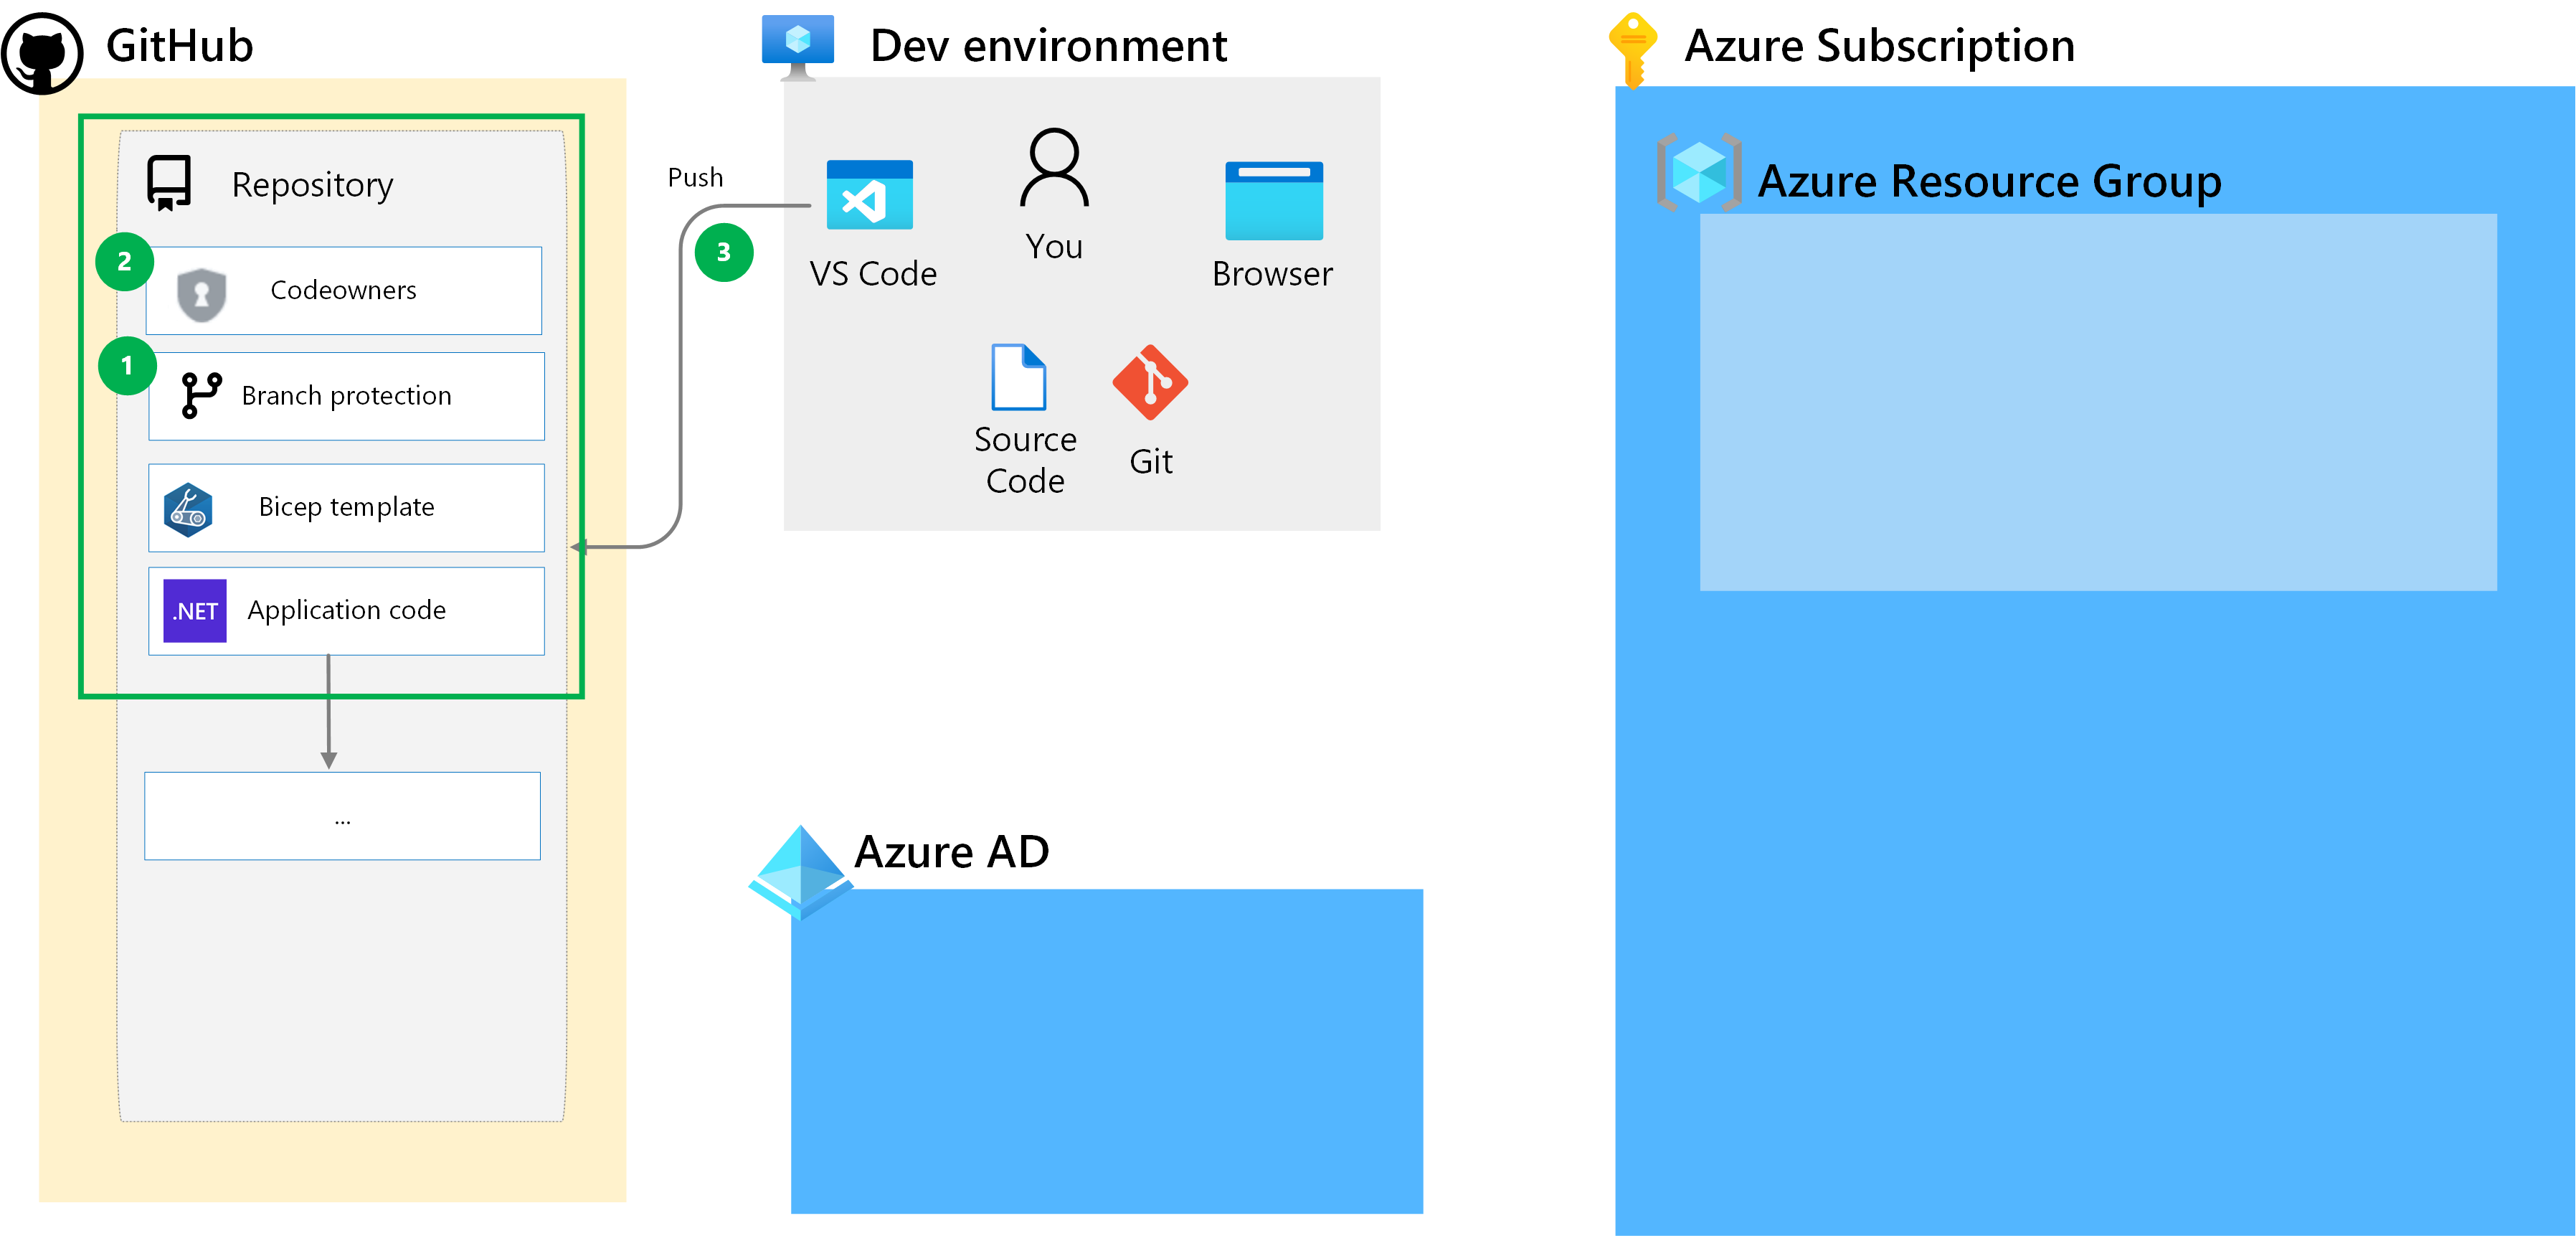 GitHub
Repository
2
Codeowners
1
Branch protection
Bicep template
.NET
Application code
...
Push
3
Dev environment
VS Code
You
Browser
Source
Code
Git
Azure AD
Azure Subscription
Azure Resource Group